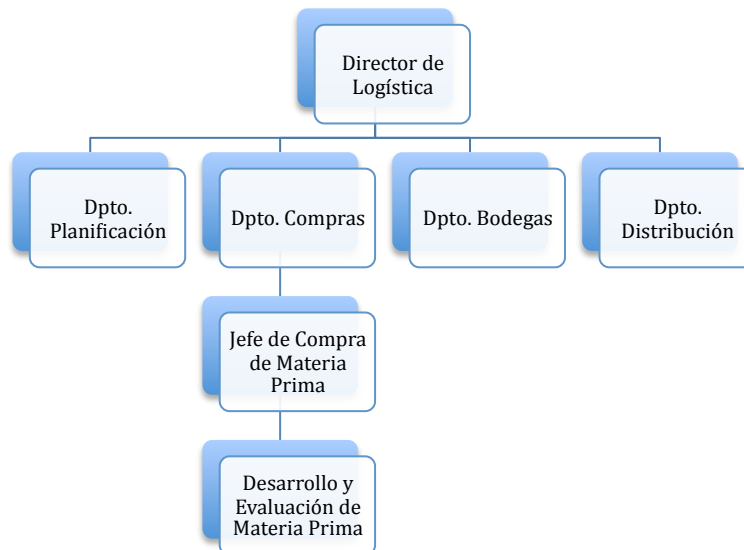 Director de
Logística
Dpto.
Planificación
Dpto. Compras
Dpto. Bodegas
Dpto.
Distribución
Jefe de Compra
de Materia
Prima
Desarrollo y
Evaluación de
Materia Prima